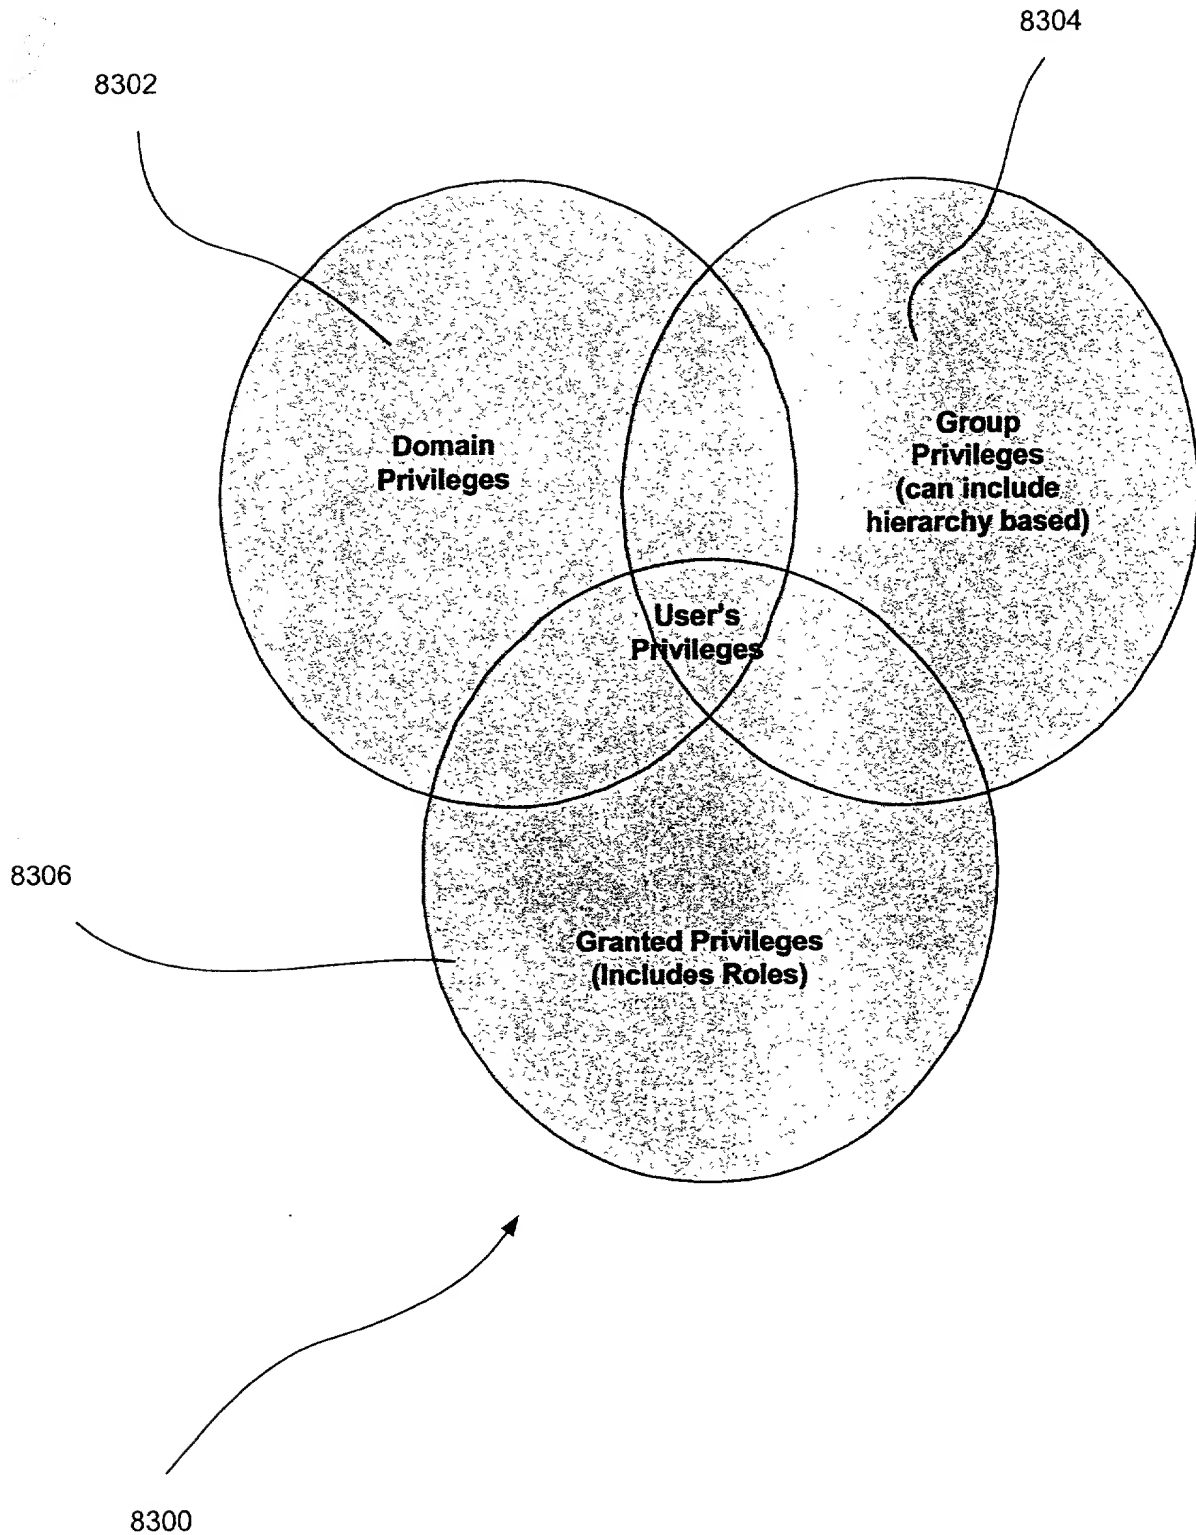 8304
8302
Domain
Privileges
Group
Privileges
(can include
hierarchy based)
User's
Privileges
8306
Granted Privileges
(Includes Roles)
8300